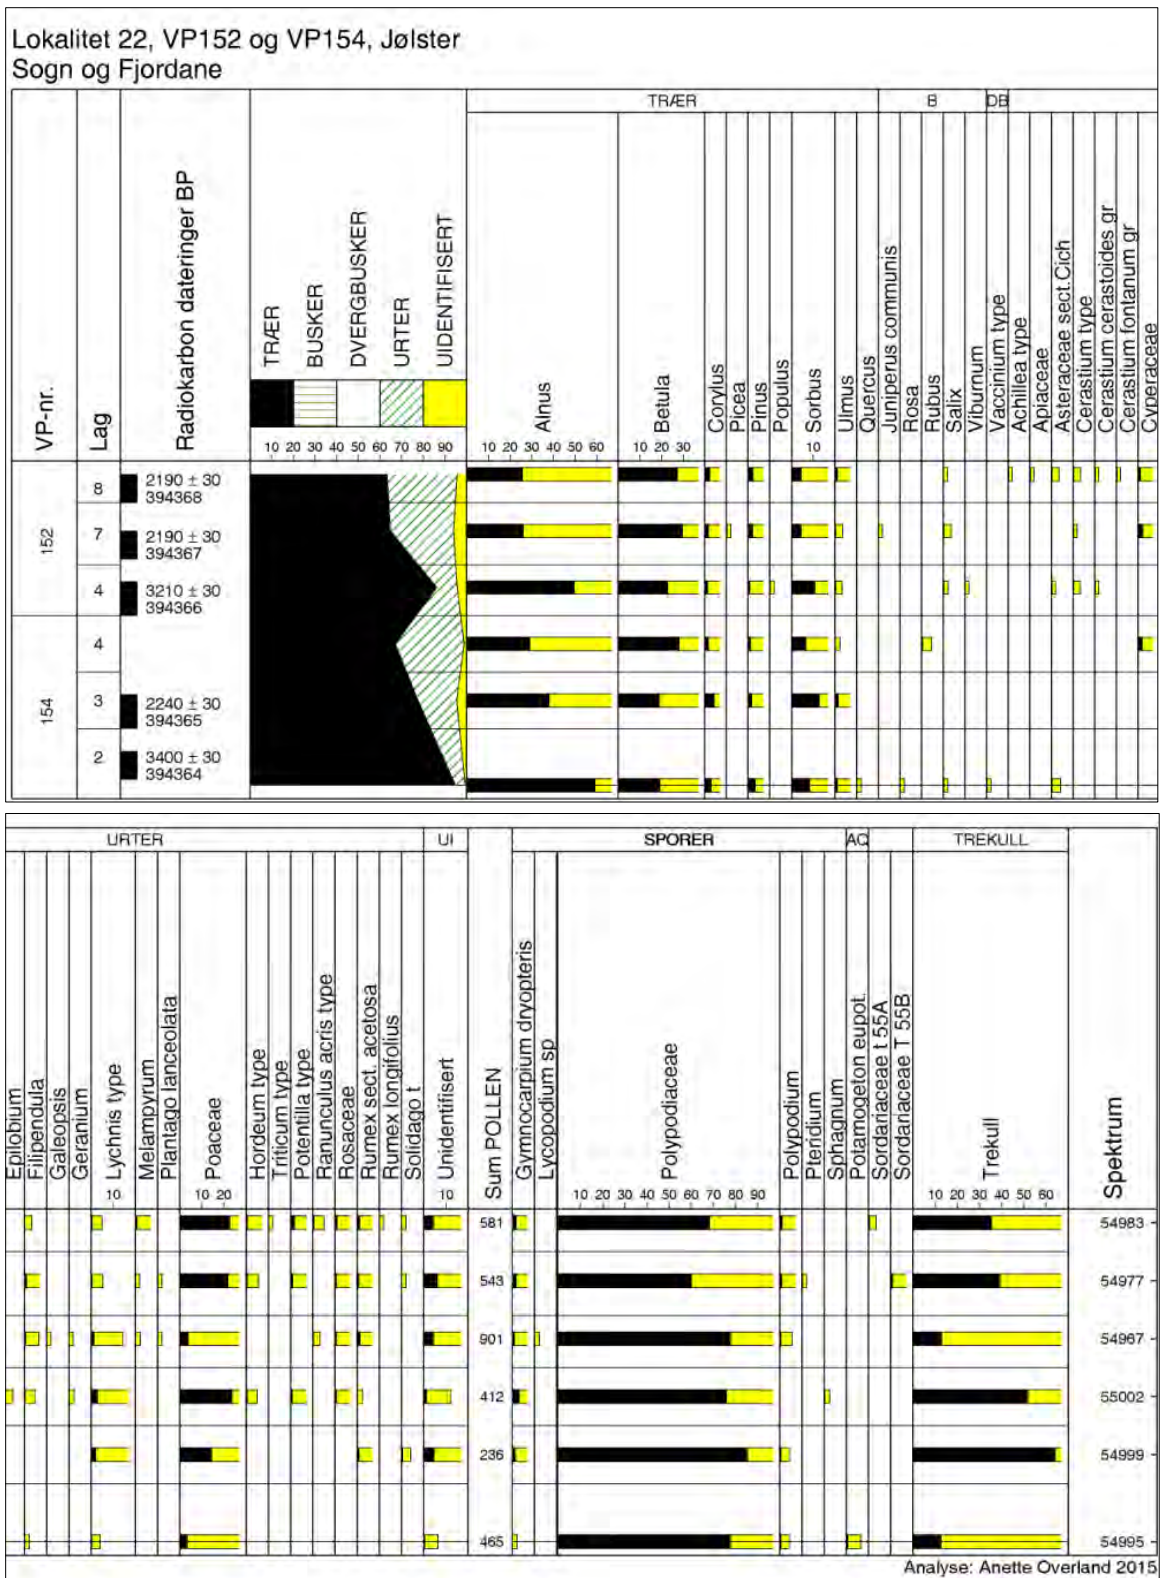 Lokalitet 22, VP152 og VP154, Jølster
Sogn og Fjordane
TRÆR B DB
VP-nr.
Lag
Radiokarbon dateringer BP
TRÆR
BUSKER
DVERGBUSKER
URTER
UIDENTIFISERT
Alnus
Betula
Corylus
Picea
Pinus
Populus
Sorbus
Ulmus
Quercus
Juniperus communis
Rosa
Rubus
Salix
Viburnum
Vaccinium type
Achillea type
Apiaceae
Asteraceae sect.Cich
Cerastium type
Cerastium cerastoides gr
Cerastium fontanum gr
Cyperaceae
10 20 30 40 50 60 70 80 90 10 20 30 40 50 60 10 20 30 10
152
8 2190 ± 30
394368
7 2190 ± 30
394367
4 3210 ± 30
394366
154
4
3 2240 ± 30
394365
2 3400 ± 30
394364
URTER UI SPORER AQ TREKULL
Epilobium
Filipendula
Galeopsis
Geranium
Lychnis type
Melampyrum
Plantago lanceolata
Poaceae
Hordeum type
Triticum type
Potentilla type
Ranunculus acris type
Rosaceae
Rumex sect. acetosa
Rumex longifolius
Solidago t
Unidentifisert
Sum POLLEN
Gymnocarpium dryopteris
Lycopodium sp
Polypodiaceae
Polypodium
Pteridium
Sphagnum
Potamogeton eupot.
Sordariaceae t 55A
Sordariaceae T 55B
Trekull
Spektrum
10 10 20 10 10 20 30 40 50 60 70 80 90 10 20 30 40 50 60
581 54983
543 54977
901 54967
412 55002
236 54999
465 54995
Analyse: Anette Overland 2015